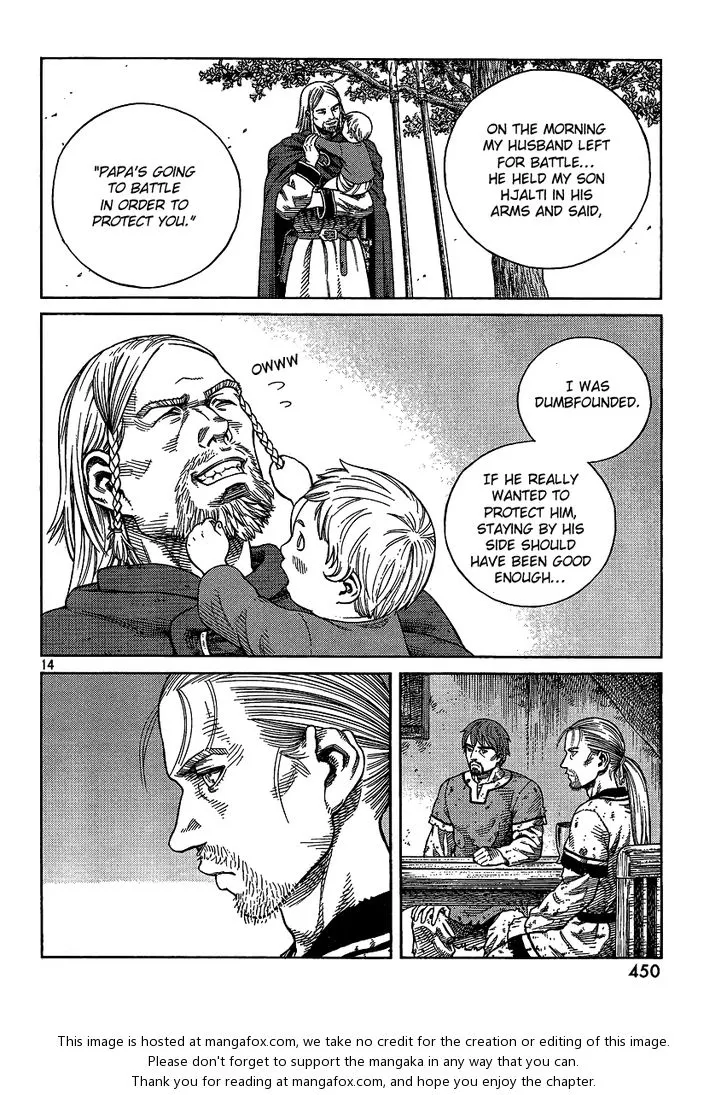 ON THE MORNING
MY HUSBAND LEFT
FOR BATTLE...
HE HELD MY SON
HJALTI IN HIS
ARMS AND SAID,
"PAPA'S GOING
TO BATTLE
IN ORDER TO
PROTECT YOU."
OWWW
I WAS
DUMBFOUNDED.
IF HE REALLY
WANTED TO
PROTECT HIM,
STAYING BY HIS
SIDE SHOULD
HAVE BEEN GOOD
ENOUGH...
14
450
This image is hosted at mangafox.com, we take no credit for the creation or editing of this image.
Please don't forget to support the mangaka in any way that you can.
Thank you for reading at mangafox.com, and hope you enjoy the chapter.